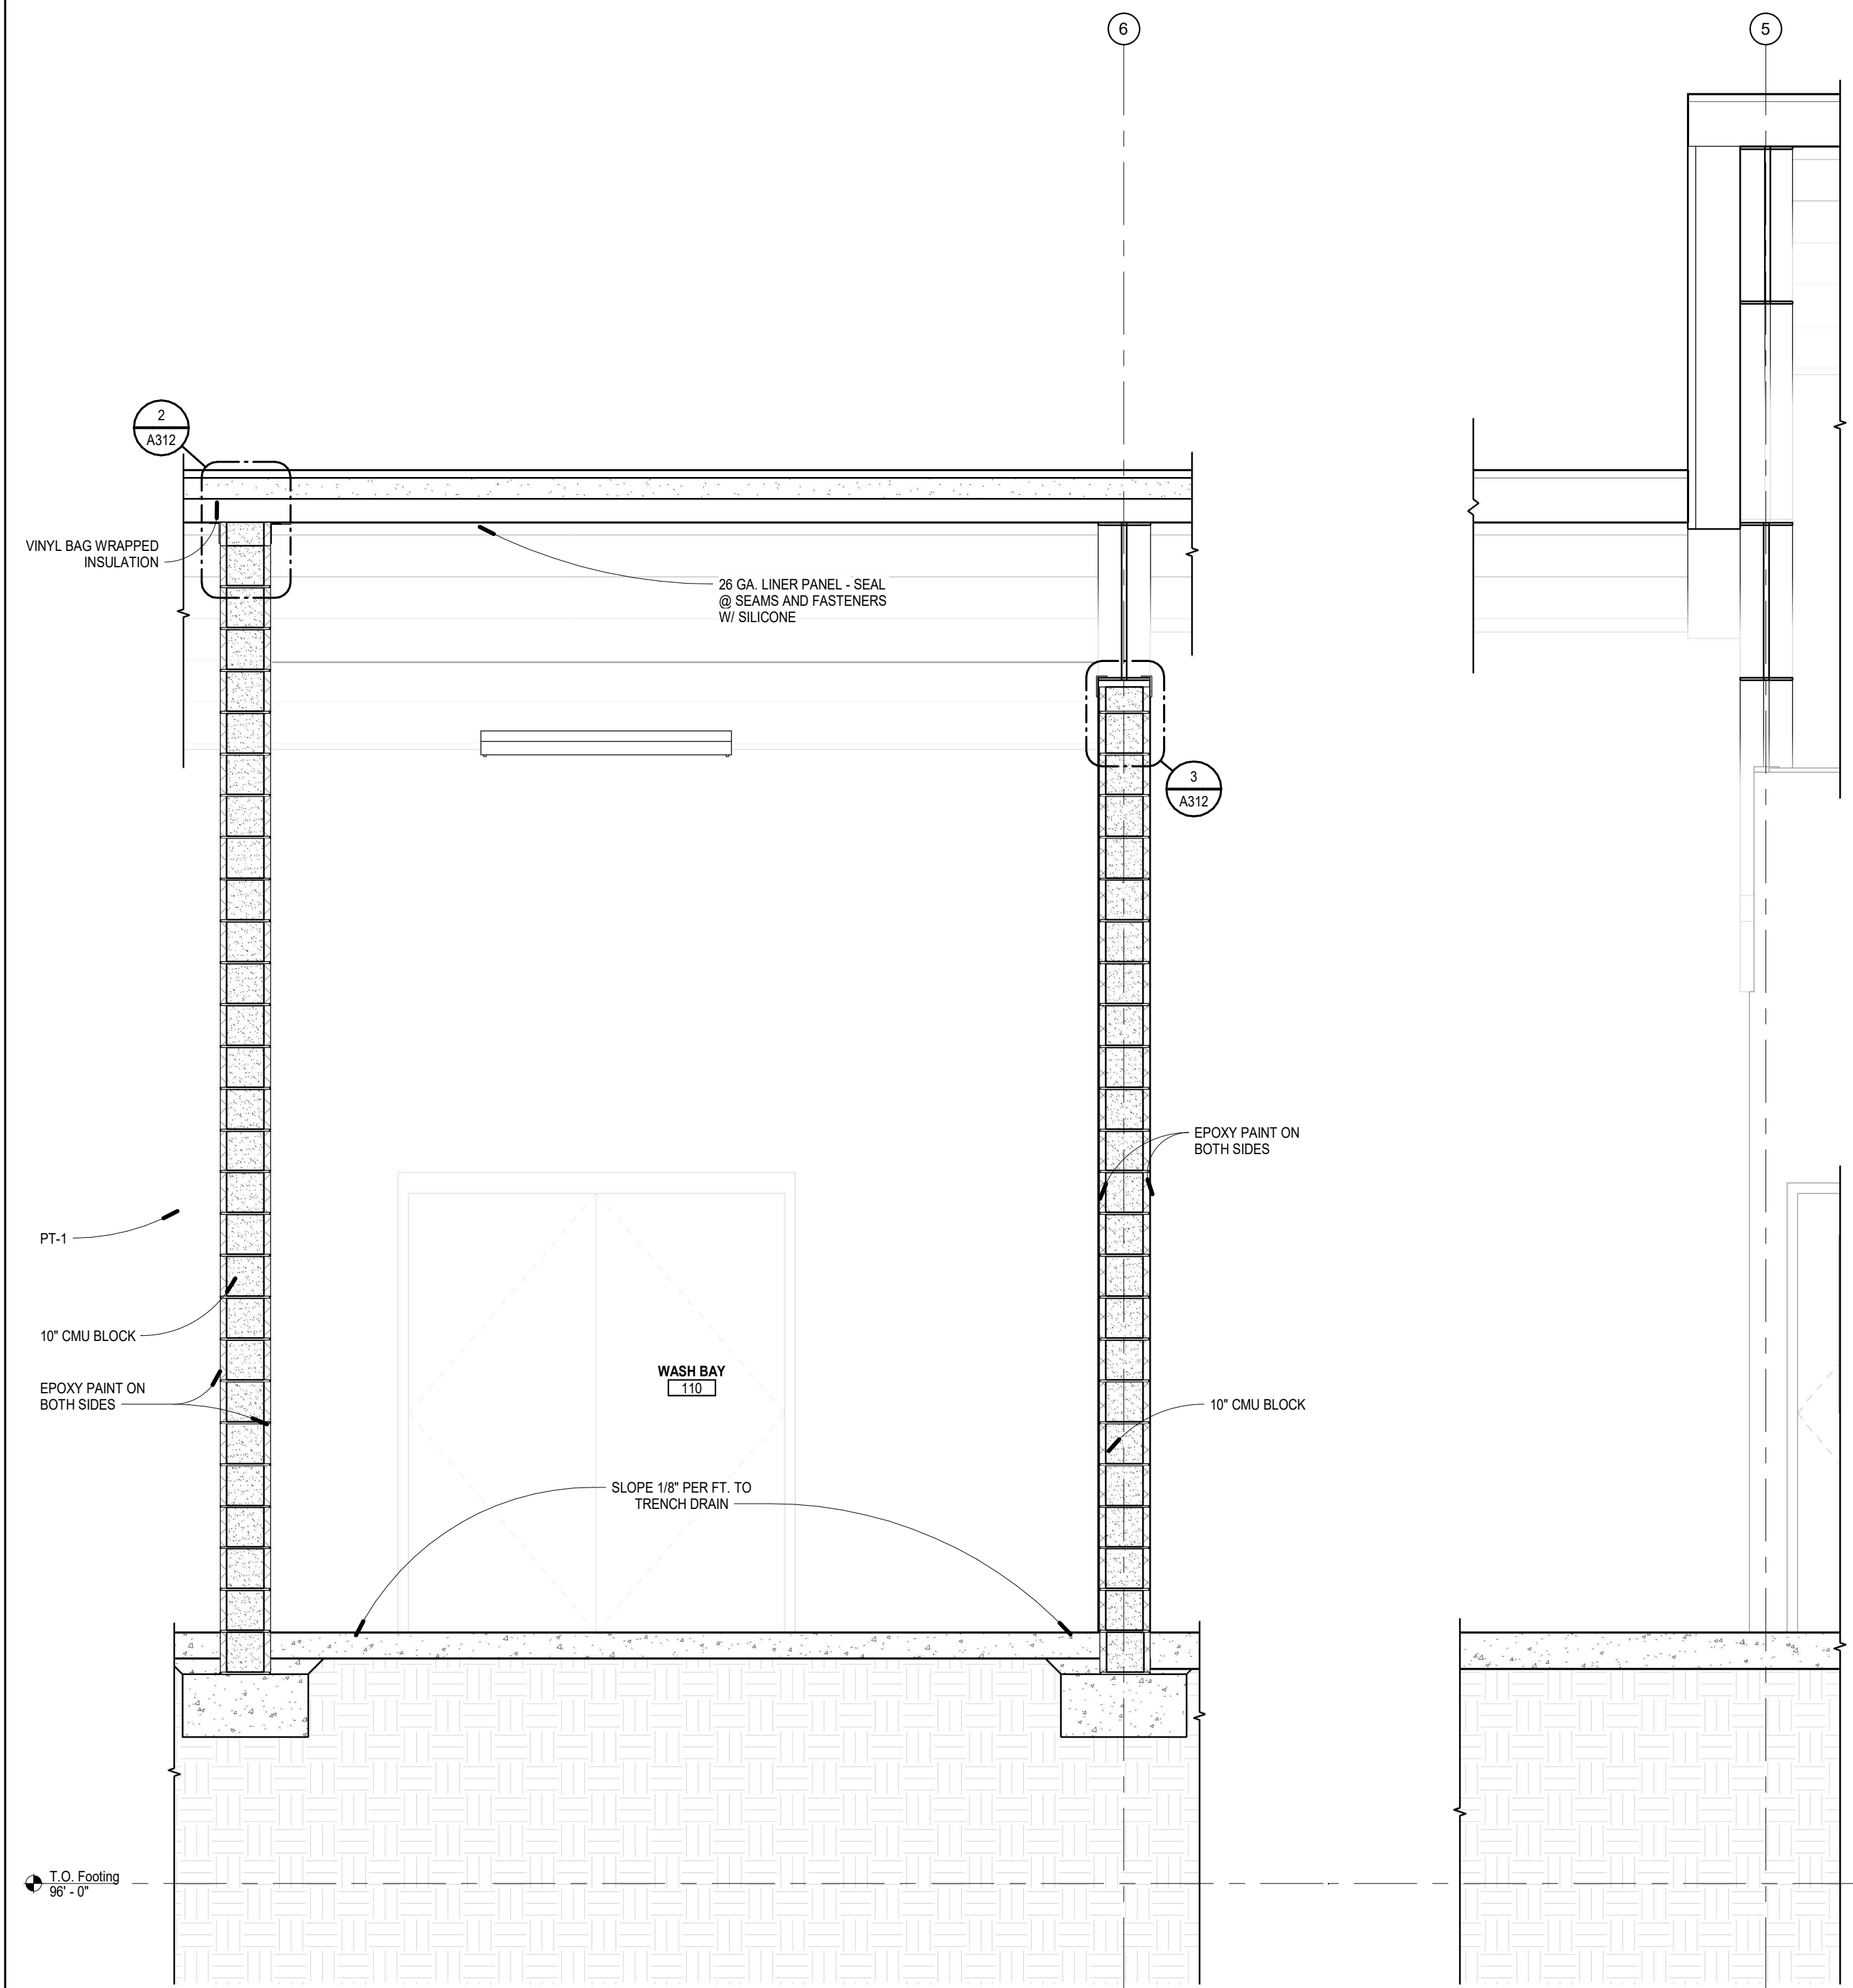 6
5
2
A312
VINYL BAG WRAPPED
INSULATION
26 GA. LINER PANEL - SEAL
@ SEAMS AND FASTENERS
W/ SILICONE
3
A312
EPOXY PAINT ON
BOTH SIDES
PT-1
10" CMU BLOCK
WASH BAY
110
EPOXY PAINT ON
BOTH SIDES
10" CMU BLOCK
SLOPE 1/8" PER FT. TO
TRENCH DRAIN
T.O. Footing
96' - 0"